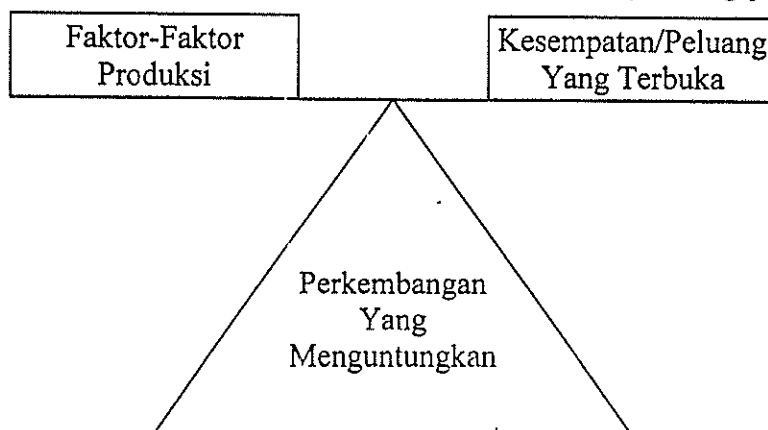 Faktor-Faktor
Produksi
Kesempatan/Peluang
Yang Terbuka
Perkembangan
Yang
Menguntungkan